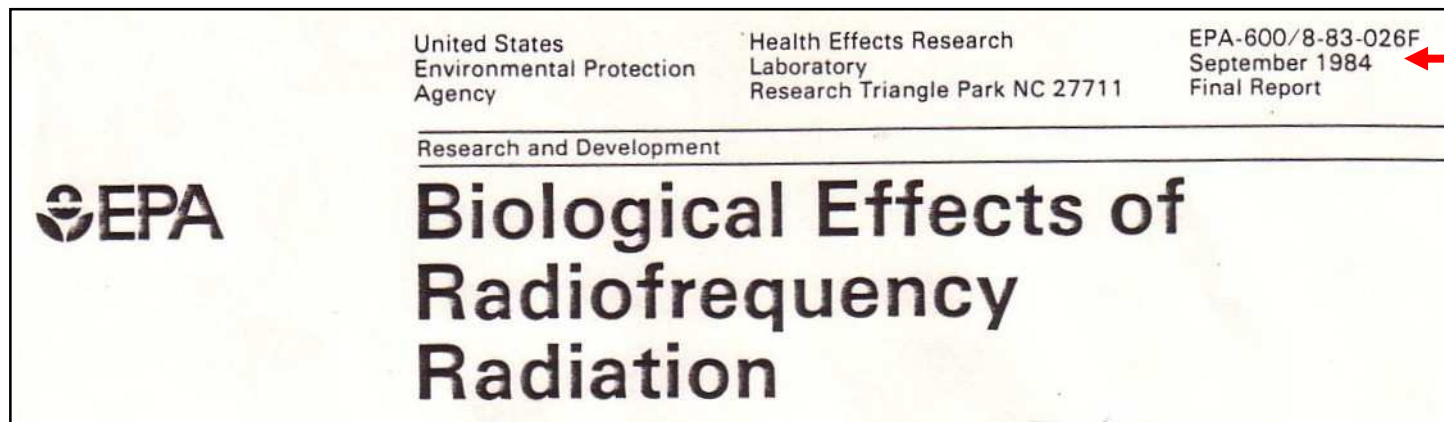 United States
Environmental Protection
Agency
Health Effects Research
Laboratory
Research Triangle Park NC 27711
EPA-600/8-83-026F
September 1984
Final Report
Research and Development
EPA
Biological Effects of
Radiofrequency
Radiation